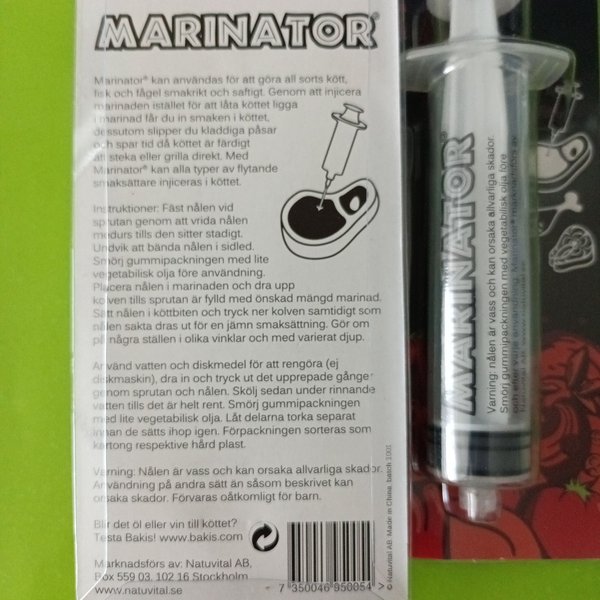 MARINATOR®
Marinator® kan användas för att göra all sorts kött,
fisk och fågel smakrikt och saftigt. Genom att injicera
marinaden istället för att låta köttet ligga
i marinad får du in smaken i köttet,
dessutom slipper du kladdiga påsar
och spar tid då köttet är färdigt
att steka eller grilla direkt. Med
Marinator® kan alla typer av flytande
smaksättare injiceras i köttet.
Instruktioner: Fäst nålen vid
sprutan genom att vrida nålen
medurs tills den sitter stadigt.
Undvik att bända nålen i sidled.
Smörj gummipackningen med lite
vegetabilisk olja före användning.
Placera nålen i marinaden och dra upp
kolven tills sprutan är fylld med önskad mängd marinad.
Sätt nålen i köttbiten och tryck ner kolven samtidigt som
nålen sakta dras ut för en jämn smaksättning. Gör om
på några ställen i olika vinklar och med varierat djup.
Använd vatten och diskmedel för att rengöra (ej
diskmaskin), dra in och tryck ut det upprepade gånger
genom sprutan och nålen. Skölj sedan under rinnande
vatten tills det är helt rent. Smörj gummipackningen
med lite vegetabilisk olja. Låt delarna torka separat
innan de sätts ihop igen. Förpackningen sorteras som
kartong respektive hård plast.
Varning: Nålen är vass och kan orsaka allvarliga skador.
Användning på andra sätt än såsom beskrivet kan
orsaka skador. Förvaras oåtkomligt för barn.
Blir det öl eller vin till köttet?
Testa Bakis! www.bakis.com
Marknadsförs av: Natuvital AB,
Box 559 03, 102 16 Stockholm
www.natuvital.se
7 350046 950054
© Natuvital AB. Made in China, batch 1901
MARINATOR®
Varning: nålen är vass och kan orsaka allvarliga skador.
Smörj gummipackningen med vegetabilisk olja före